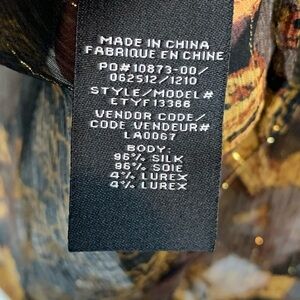 MADE IN CHINA
FABRIQUE EN CHINE
PO#10873-00/
062512/1210
STYLE/MODEL#
ETYF13366
VENDOR CODE/
CODE VENDEUR#
LA0067
BODY:
96% SILK
96% SOIE
4% LUREX
4% LUREX